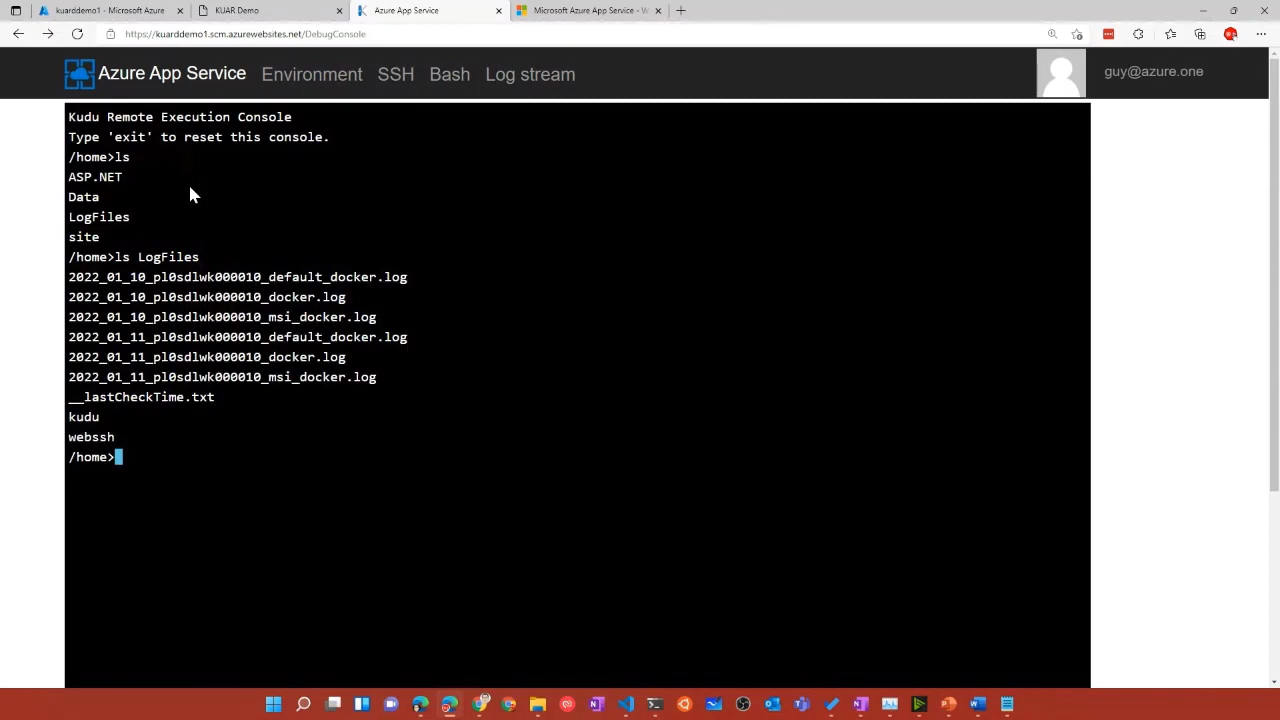 kuarddemo1 - Microsoft Azure
KUAR Demo
Azure App Service
Microsoft Azure App Service - W
https://kuarddemo1.scm.azurewebsites.net/DebugConsole
Azure App Service Environment SSH Bash Log stream
guy@azure.one
Kudu Remote Execution Console
Type 'exit' to reset this console.
/home>ls
ASP.NET
Data
LogFiles
site
/home>ls LogFiles
2022_01_10_pl0sdlwk000010_default_docker.log
2022_01_10_pl0sdlwk000010_docker.log
2022_01_10_pl0sdlwk000010_msi_docker.log
2022_01_11_pl0sdlwk000010_default_docker.log
2022_01_11_pl0sdlwk000010_docker.log
2022_01_11_pl0sdlwk000010_msi_docker.log
__lastCheckTime.txt
kudu
webssh
/home>